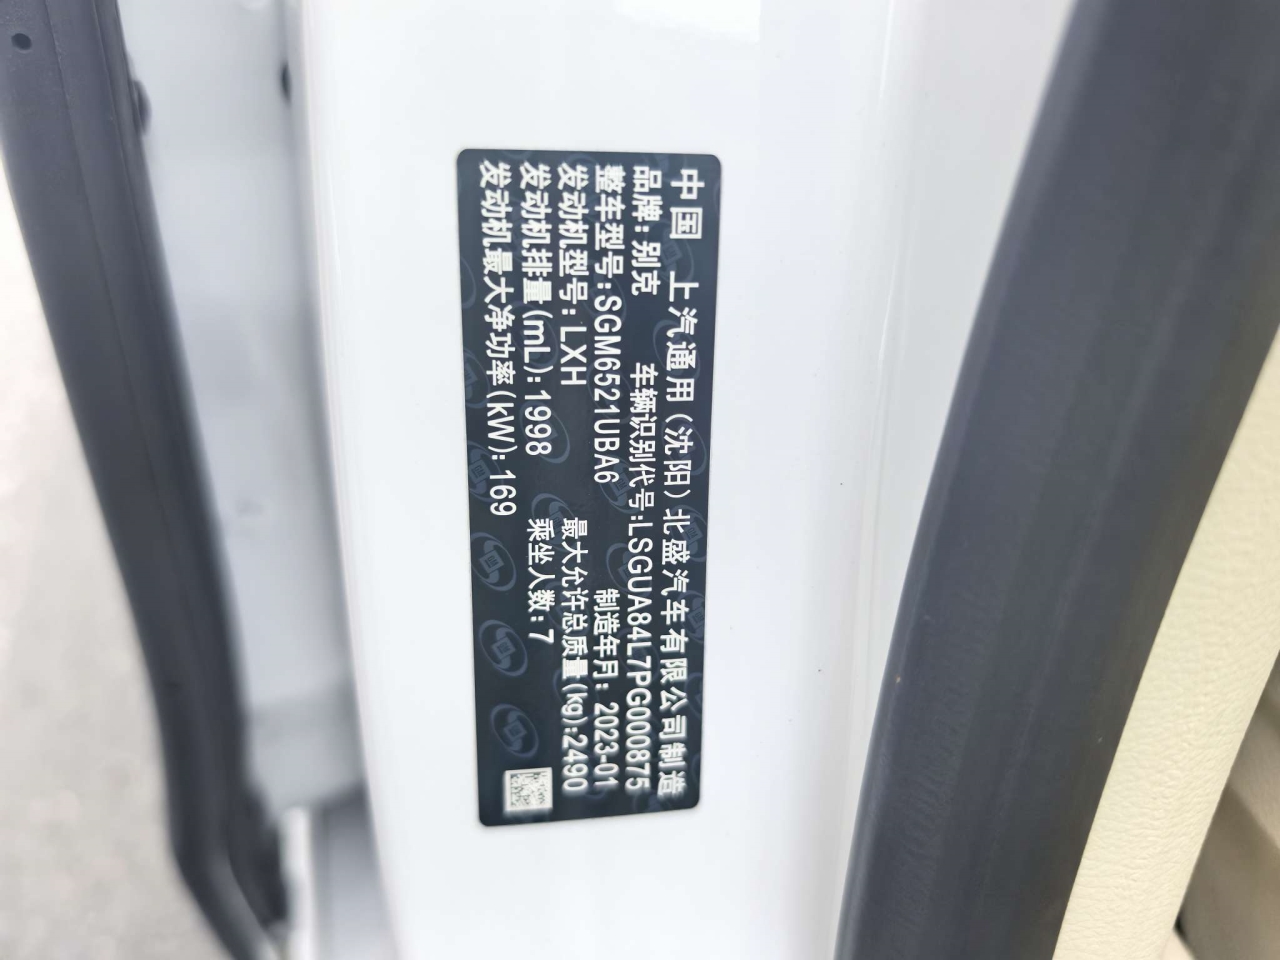 中国 上汽通用(沈阳)北盛汽车有限公司制造
品牌:别克 车辆识别代号:LSGUA84L7PG000875
整车型号:SGM6521UBA6 制造年月:2023-01
发动机型号:LXH 最大允许总质量(kg):2490
发动机排量(mL):1998 乘坐人数:7
发动机最大净功率(kW):169